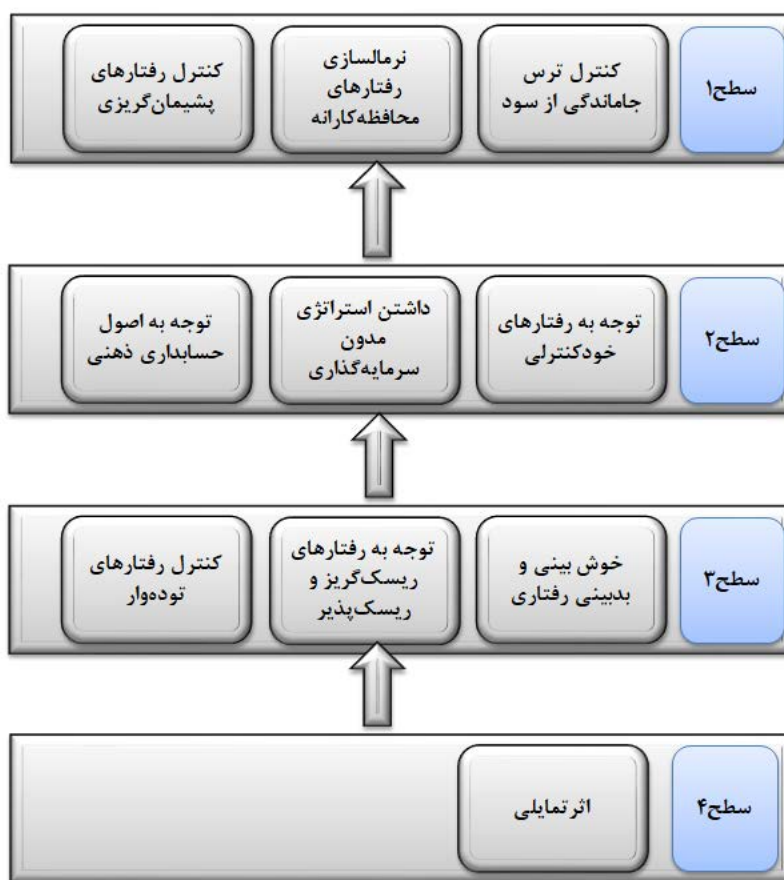 سطح۱
کنترل ترس
جاماندگی از سود
نرمالسازی
رفتارهای
محافظه‌کارانه
کنترل رفتارهای
پشیمان‌گریزی
سطح۲
توجه به رفتارهای
خودکنترلی
داشتن استراتژی
مدون
سرمایه‌گذاری
توجه به اصول
حسابداری ذهنی
سطح۳
خوش بینی و
بدبینی رفتاری
توجه به رفتارهای
ریسک‌گریز و
ریسک‌پذیر
کنترل رفتارهای
توده‌وار
سطح۴
اثر تمایلی